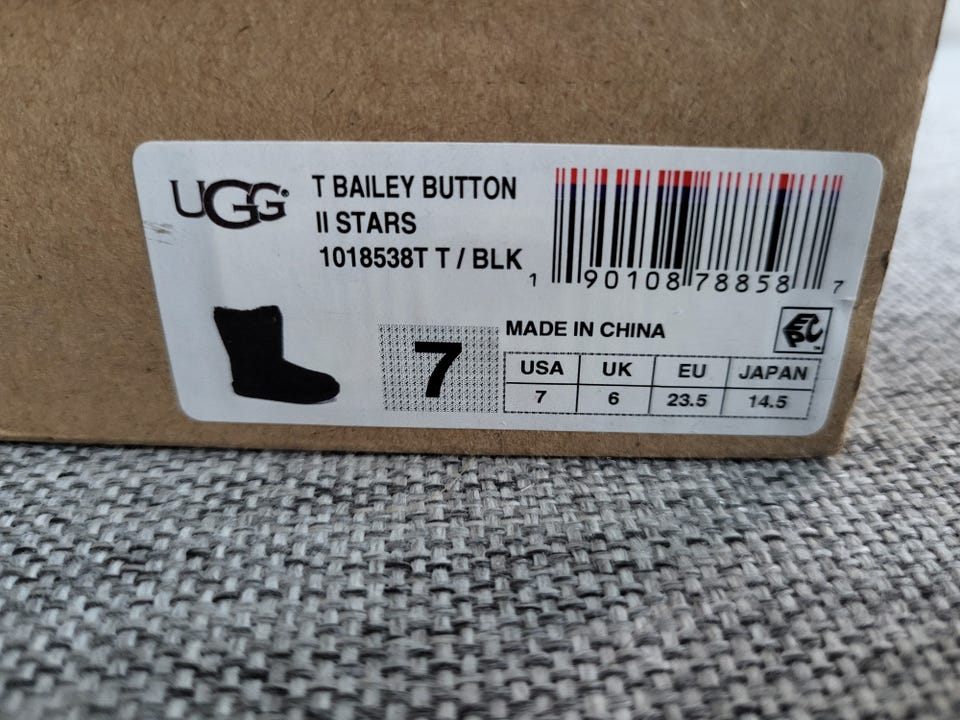 UGG®
T BAILEY BUTTON
II STARS
1018538T T / BLK
1 90108 78858 7
MADE IN CHINA
EPC™
7
USA UK EU JAPAN
7 6 23.5 14.5